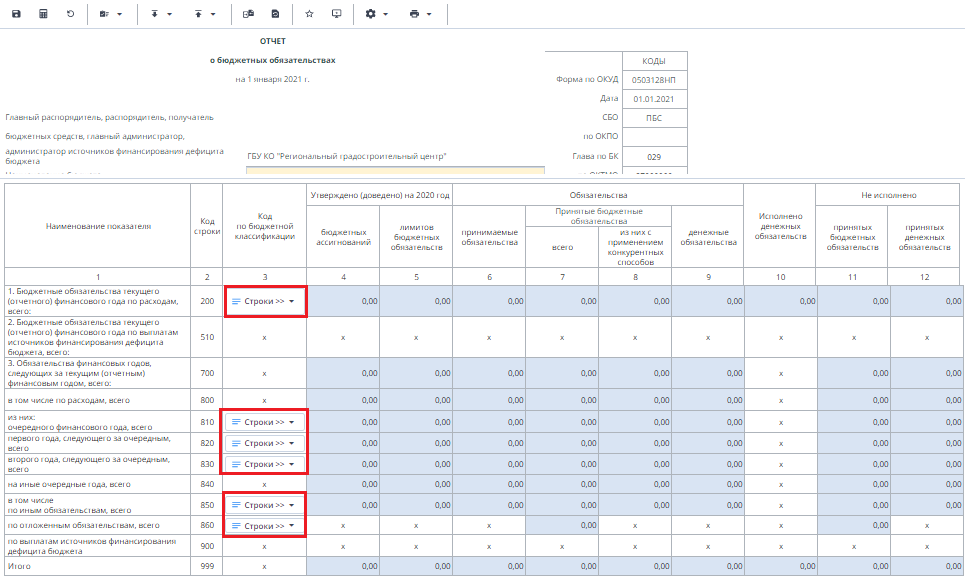 ОТЧЕТ
о бюджетных обязательствах
КОДЫ
на 1 января 2021 г.
Форма по ОКУД 0503128НП
Дата 01.01.2021
Главный распорядитель, распорядитель, получатель
СБО ПБС
бюджетных средств, главный администратор,
по ОКПО
администратор источников финансирования дефицита
бюджета
ГБУ КО "Региональный градостроительный центр"
Глава по БК 029
Наименование показателя
Код
строки
Код
по бюджетной
классификации
Утверждено (доведено) на 2020 год
бюджетных
ассигнований
лимитов
бюджетных
обязательств
Обязательства
принимаемые
обязательства
Принятые бюджетные
обязательства
всего
из них с
применением
конкурентных
способов
денежные
обязательства
Исполнено
денежных
обязательств
Не исполнено
принятых
бюджетных
обязательств
принятых
денежных
обязательств
1 2 3 4 5 6 7 8 9 10 11 12
1. Бюджетные обязательства текущего
(отчетного) финансового года по расходам,
всего:
200 Строки >> 0,00 0,00 0,00 0,00 0,00 0,00 0,00 0,00 0,00
2. Бюджетные обязательства текущего
(отчетного) финансового года по выплатам
источников финансирования дефицита
бюджета, всего:
510 x x x x x x x x x x
3. Обязательства финансовых годов,
следующих за текущим (отчетным)
финансовым годом, всего:
700 x 0,00 0,00 0,00 0,00 0,00 0,00 x 0,00 0,00
в том числе по расходам, всего 800 x 0,00 0,00 0,00 0,00 0,00 0,00 x 0,00 0,00
из них:
очередного финансового года, всего
810 Строки >> 0,00 0,00 0,00 0,00 0,00 0,00 x 0,00 0,00
первого года, следующего за очередным,
всего
820 Строки >> 0,00 0,00 0,00 0,00 0,00 0,00 x 0,00 0,00
второго года, следующего за очередным,
всего
830 Строки >> 0,00 0,00 0,00 0,00 0,00 0,00 x 0,00 0,00
на иные очередные года, всего 840 x 0,00 0,00 0,00 0,00 0,00 0,00 x 0,00 0,00
в том числе
по иным обязательствам, всего
850 Строки >> 0,00 0,00 0,00 0,00 0,00 0,00 x 0,00 0,00
по отложенным обязательствам, всего 860 Строки >> x x x 0,00 x x x 0,00 x
по выплатам источников финансирования
дефицита бюджета
900 x x x x x x x x x x
Итого 999 x 0,00 0,00 0,00 0,00 0,00 0,00 0,00 0,00 0,00